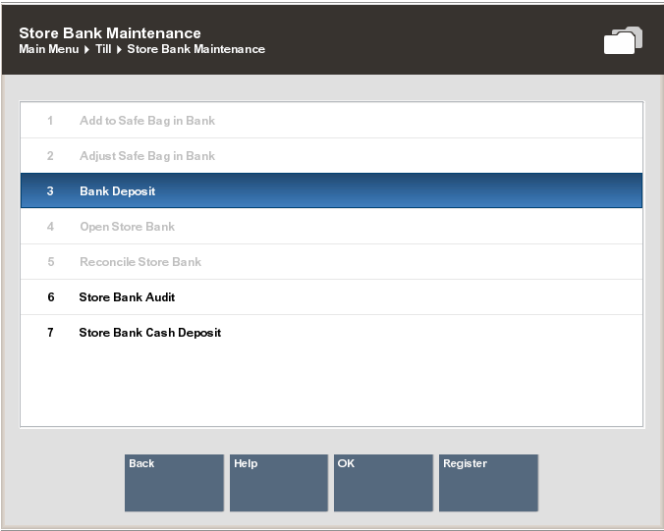 Store Bank Maintenance
Main Menu ▸ Till ▸ Store Bank Maintenance
1 Add to Safe Bag in Bank
2 Adjust Safe Bag in Bank
3 Bank Deposit
4 Open Store Bank
5 Reconcile Store Bank
6 Store Bank Audit
7 Store Bank Cash Deposit
Back Help OK Register